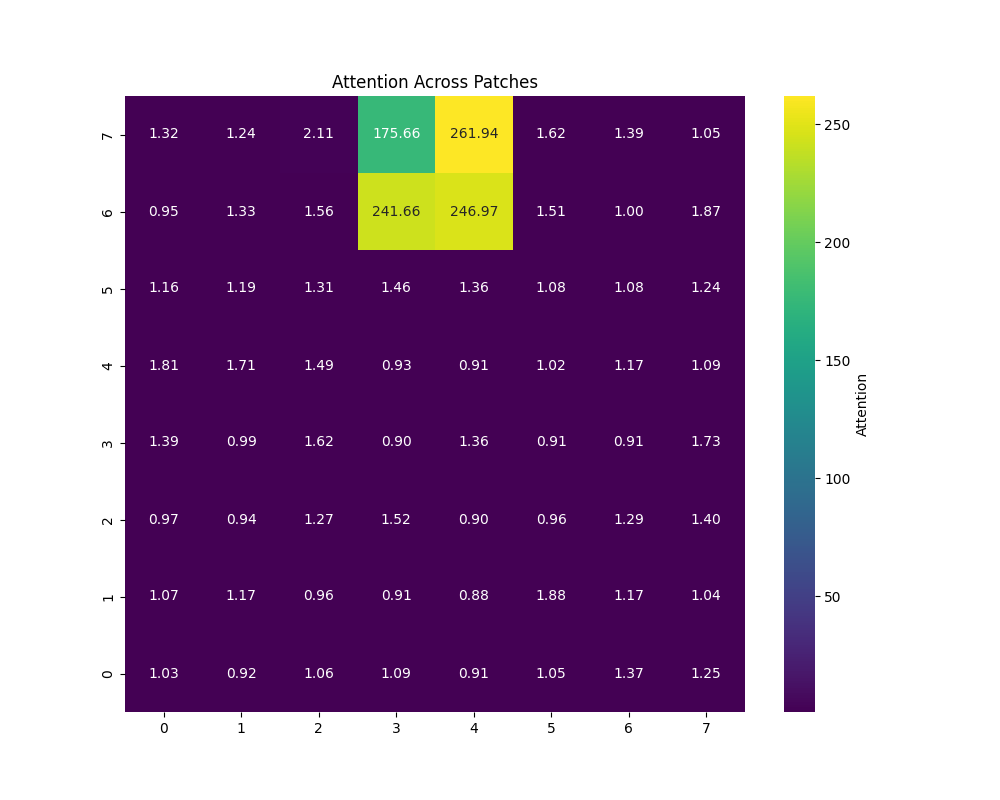 Attention Across Patches
7 1.32 1.24 2.11 175.66 261.94 1.62 1.39 1.05
6 0.95 1.33 1.56 241.66 246.97 1.51 1.00 1.87
5 1.16 1.19 1.31 1.46 1.36 1.08 1.08 1.24
4 1.81 1.71 1.49 0.93 0.91 1.02 1.17 1.09
3 1.39 0.99 1.62 0.90 1.36 0.91 0.91 1.73
2 0.97 0.94 1.27 1.52 0.90 0.96 1.29 1.40
1 1.07 1.17 0.96 0.91 0.88 1.88 1.17 1.04
0 1.03 0.92 1.06 1.09 0.91 1.05 1.37 1.25
0 1 2 3 4 5 6 7
250
200
150
100
50
Attention